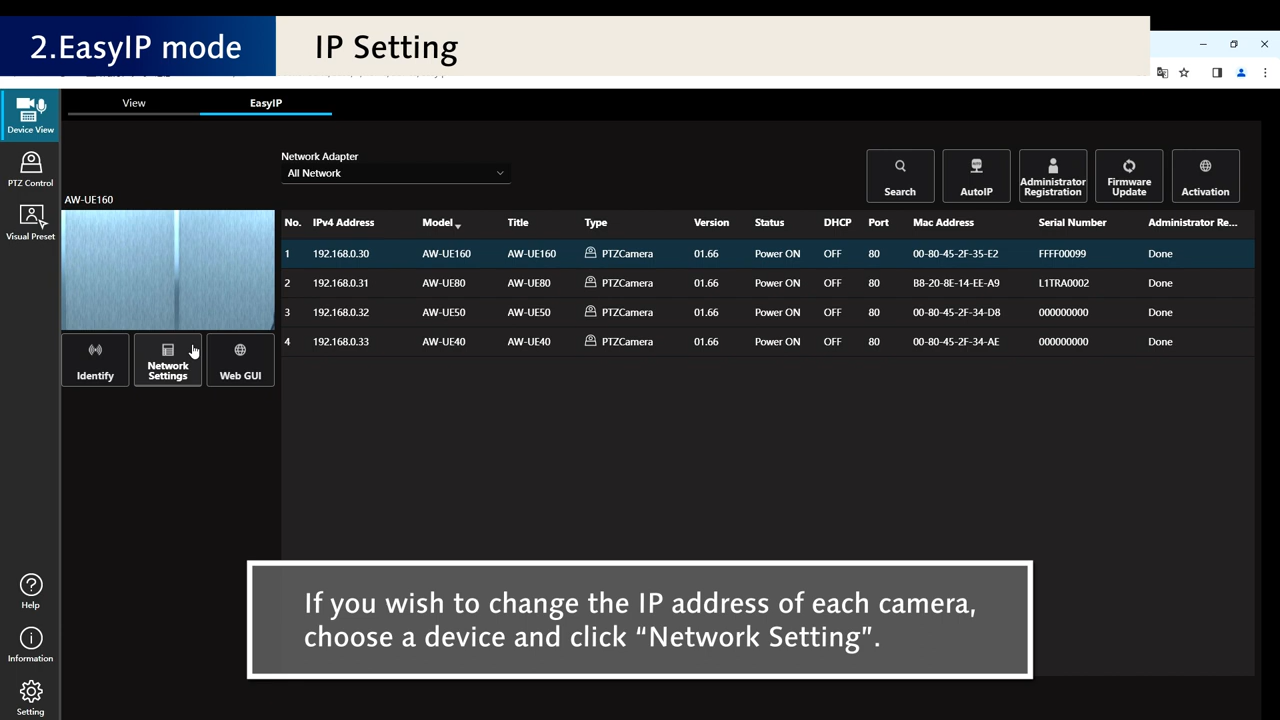 2.EasyIP mode
IP Setting
View
EasyIP
Device View
PTZ Control
Visual Preset
Network Adapter
All Network
Search
AutoIP
Administrator
Registration
Firmware
Update
Activation
AW-UE160
No. IPv4 Address Model Title Type Version Status DHCP Port Mac Address Serial Number Administrator Re...
1 192.168.0.30 AW-UE160 AW-UE160 PTZCamera 01.66 Power ON OFF 80 00-80-45-2F-35-E2 FFFF00099 Done
2 192.168.0.31 AW-UE80 AW-UE80 PTZCamera 01.66 Power ON OFF 80 B8-20-8E-14-EE-A9 L1TRA0002 Done
3 192.168.0.32 AW-UE50 AW-UE50 PTZCamera 01.66 Power ON OFF 80 00-80-45-2F-34-D8 000000000 Done
4 192.168.0.33 AW-UE40 AW-UE40 PTZCamera 01.66 Power ON OFF 80 00-80-45-2F-34-AE 000000000 Done
Identify
Network
Settings
Web GUI
If you wish to change the IP address of each camera,
choose a device and click “Network Setting”.
Help
Information
Setting